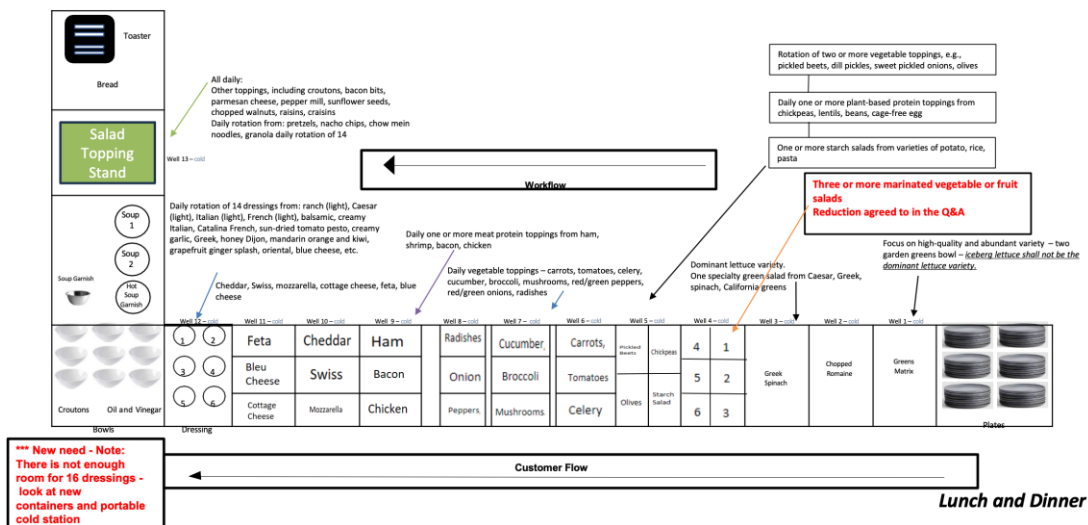 Toaster
Bread
All daily:
Other toppings, including croutons, bacon bits,
parmesan cheese, pepper mill, sunflower seeds,
chopped walnuts, raisins, craisins
Daily rotation from: pretzels, nacho chips, chow mein
noodles, granola daily rotation of 14
Rotation of two or more vegetable toppings, e.g.,
pickled beets, dill pickles, sweet pickled onions, olives
Daily one or more plant-based protein toppings from
chickpeas, lentils, beans, cage-free egg
One or more starch salads from varieties of potato, rice,
pasta
Salad
Topping
Stand
Well 13 – cold
Workflow
Three or more marinated vegetable or fruit
salads
Reduction agreed to in the Q&A
Daily rotation of 14 dressings from: ranch (light), Caesar
(light), Italian (light), French (light), balsamic, creamy
Italian, Catalina French, sun-dried tomato pesto, creamy
garlic, Greek, honey Dijon, mandarin orange and kiwi,
grapefruit ginger splash, oriental, blue cheese, etc.
Soup
1
Soup
2
Soup Garnish
Hot
Soup
Garnish
Daily one or more meat protein toppings from ham,
shrimp, bacon, chicken
Focus on high-quality and abundant variety – two
garden greens bowl – iceberg lettuce shall not be
the dominant lettuce variety.
Daily vegetable toppings – carrots, tomatoes, celery,
cucumber, broccoli, mushrooms, red/green peppers,
red/green onions, radishes
Dominant lettuce variety.
One specialty green salad from Caesar, Greek,
spinach, California greens
Cheddar, Swiss, mozzarella, cottage cheese, feta, blue
cheese
Well 12 – cold
Well 11 – cold
Well 10 – cold
Well 9 – cold
Well 8 – cold
Well 7 – cold
Well 6 – cold
Well 5 – cold
Well 4 – cold
Well 3 – cold
Well 2 – cold
Well 1 – cold
1 2
3 4
5 6
Feta
Bleu
Cheese
Cottage
Cheese
Cheddar
Swiss
Mozzarella
Ham
Bacon
Chicken
Radishes
Onion
Peppers
Cucumber
Broccoli
Mushrooms
Carrots,
Tomatoes
Celery
Pickled
Beets
Chickpeas
Olives
Starch
Salad
4 1
5 2
6 3
Greek
Spinach
Chopped
Romaine
Greens
Matrix
Croutons Oil and Vinegar
Bowls
Dressing
Plates
*** New need - Note:
There is not enough
room for 16 dressings -
look at new
containers and portable
cold station
Customer Flow
Lunch and Dinner